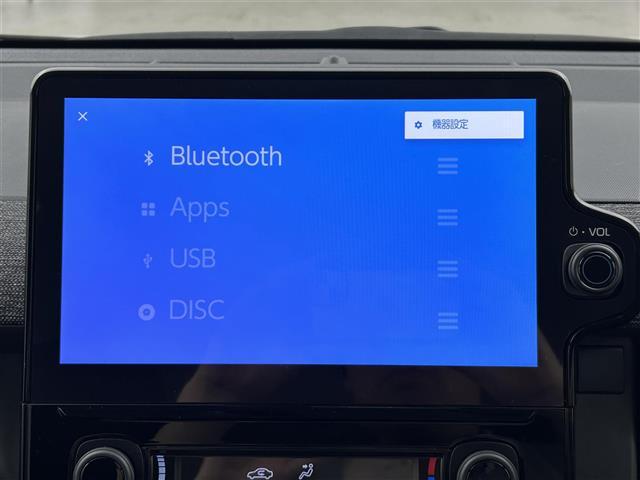 機器設定
Bluetooth
Apps
USB
DISC
VOL